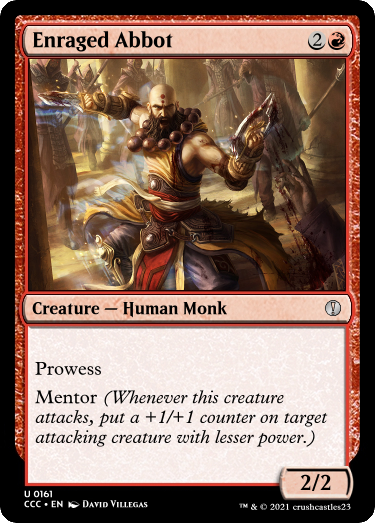 Enraged Abbot 2
Creature — Human Monk
Prowess
Mentor (Whenever this creature
attacks, put a +1/+1 counter on target
attacking creature with lesser power.)
2/2
U 0161
CCC • EN David Villegas
™ & © 2021 crushcastles23